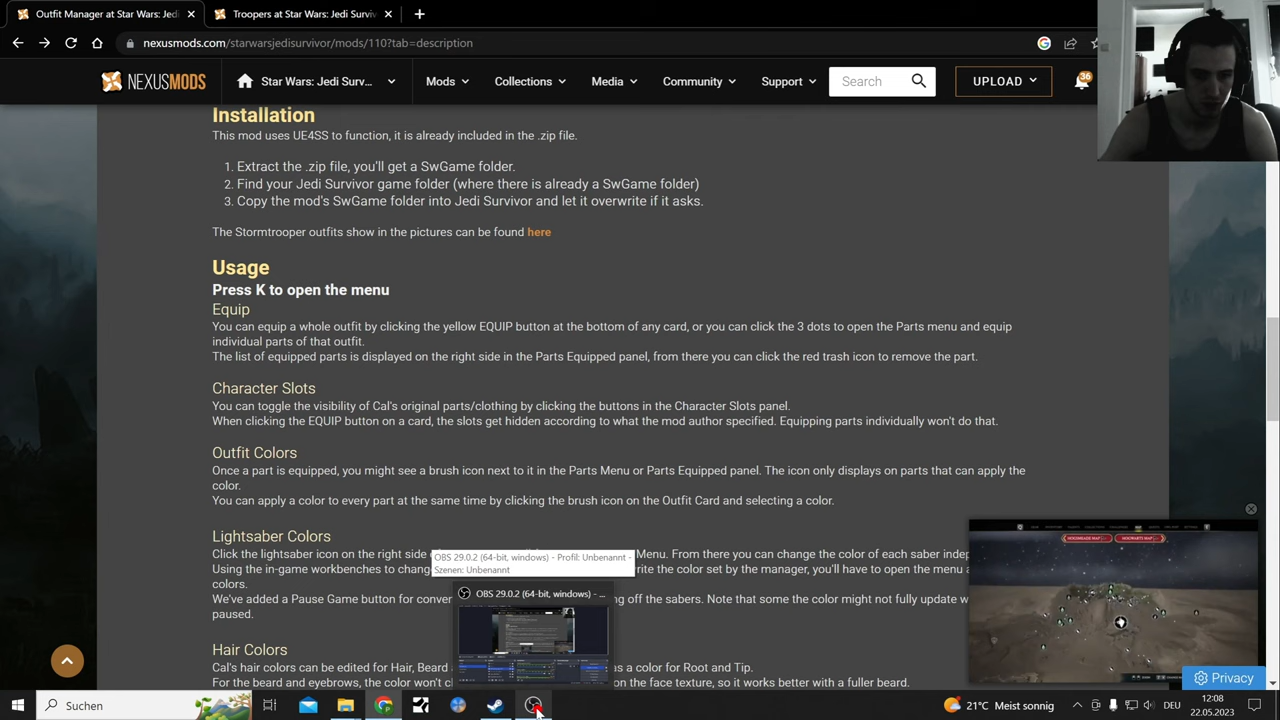 Outfit Manager at Star Wars: Jedi
Troopers at Star Wars: Jedi Surviv
nexusmods.com/starwarsjedisurvivor/mods/110?tab=description
NEXUSMODS
Star Wars: Jedi Surv...
Mods
Collections
Media
Community
Support
Search
UPLOAD
36
Installation
This mod uses UE4SS to function, it is already included in the .zip file.
1. Extract the .zip file, you'll get a SwGame folder.
2. Find your Jedi Survivor game folder (where there is already a SwGame folder)
3. Copy the mod's SwGame folder into Jedi Survivor and let it overwrite if it asks.
The Stormtrooper outfits show in the pictures can be found here
Usage
Press K to open the menu
Equip
You can equip a whole outfit by clicking the yellow EQUIP button at the bottom of any card, or you can click the 3 dots to open the Parts menu and equip
individual parts of that outfit.
The list of equipped parts is displayed on the right side in the Parts Equipped panel, from there you can click the red trash icon to remove the part.
Character Slots
You can toggle the visibility of Cal's original parts/clothing by clicking the buttons in the Character Slots panel.
When clicking the EQUIP button on a card, the slots get hidden according to what the mod author specified. Equipping parts individually won't do that.
Outfit Colors
Once a part is equipped, you might see a brush icon next to it in the Parts Menu or Parts Equipped panel. The icon only displays on parts that can apply the
color.
You can apply a color to every part at the same time by clicking the brush icon on the Outfit Card and selecting a color.
Lightsaber Colors
Click the lightsaber icon on the right side Menu. From there you can change the color of each saber inde
OBS 29.0.2 (64-bit, windows) - Profil: Unbenannt -
Szenen: Unbenannt
Using the in-game workbenches to chang rite the color set by the manager, you'll have to open the menu a
colors.
OBS 29.0.2 (64-bit, windows) - ...
We've added a Pause Game button for conver ng off the sabers. Note that some the color might not fully update w
paused.
Hair Colors
Cal's hair colors can be edited for Hair, Beard as a color for Root and Tip.
For the beard and eyebrows, the color won't c on the face texture, so it works better with a fuller beard.
HOGSMEADE MAP
HOGWARTS MAP
Privacy
Suchen
21°C Meist sonnig
DEU
12:08
22.05.2023